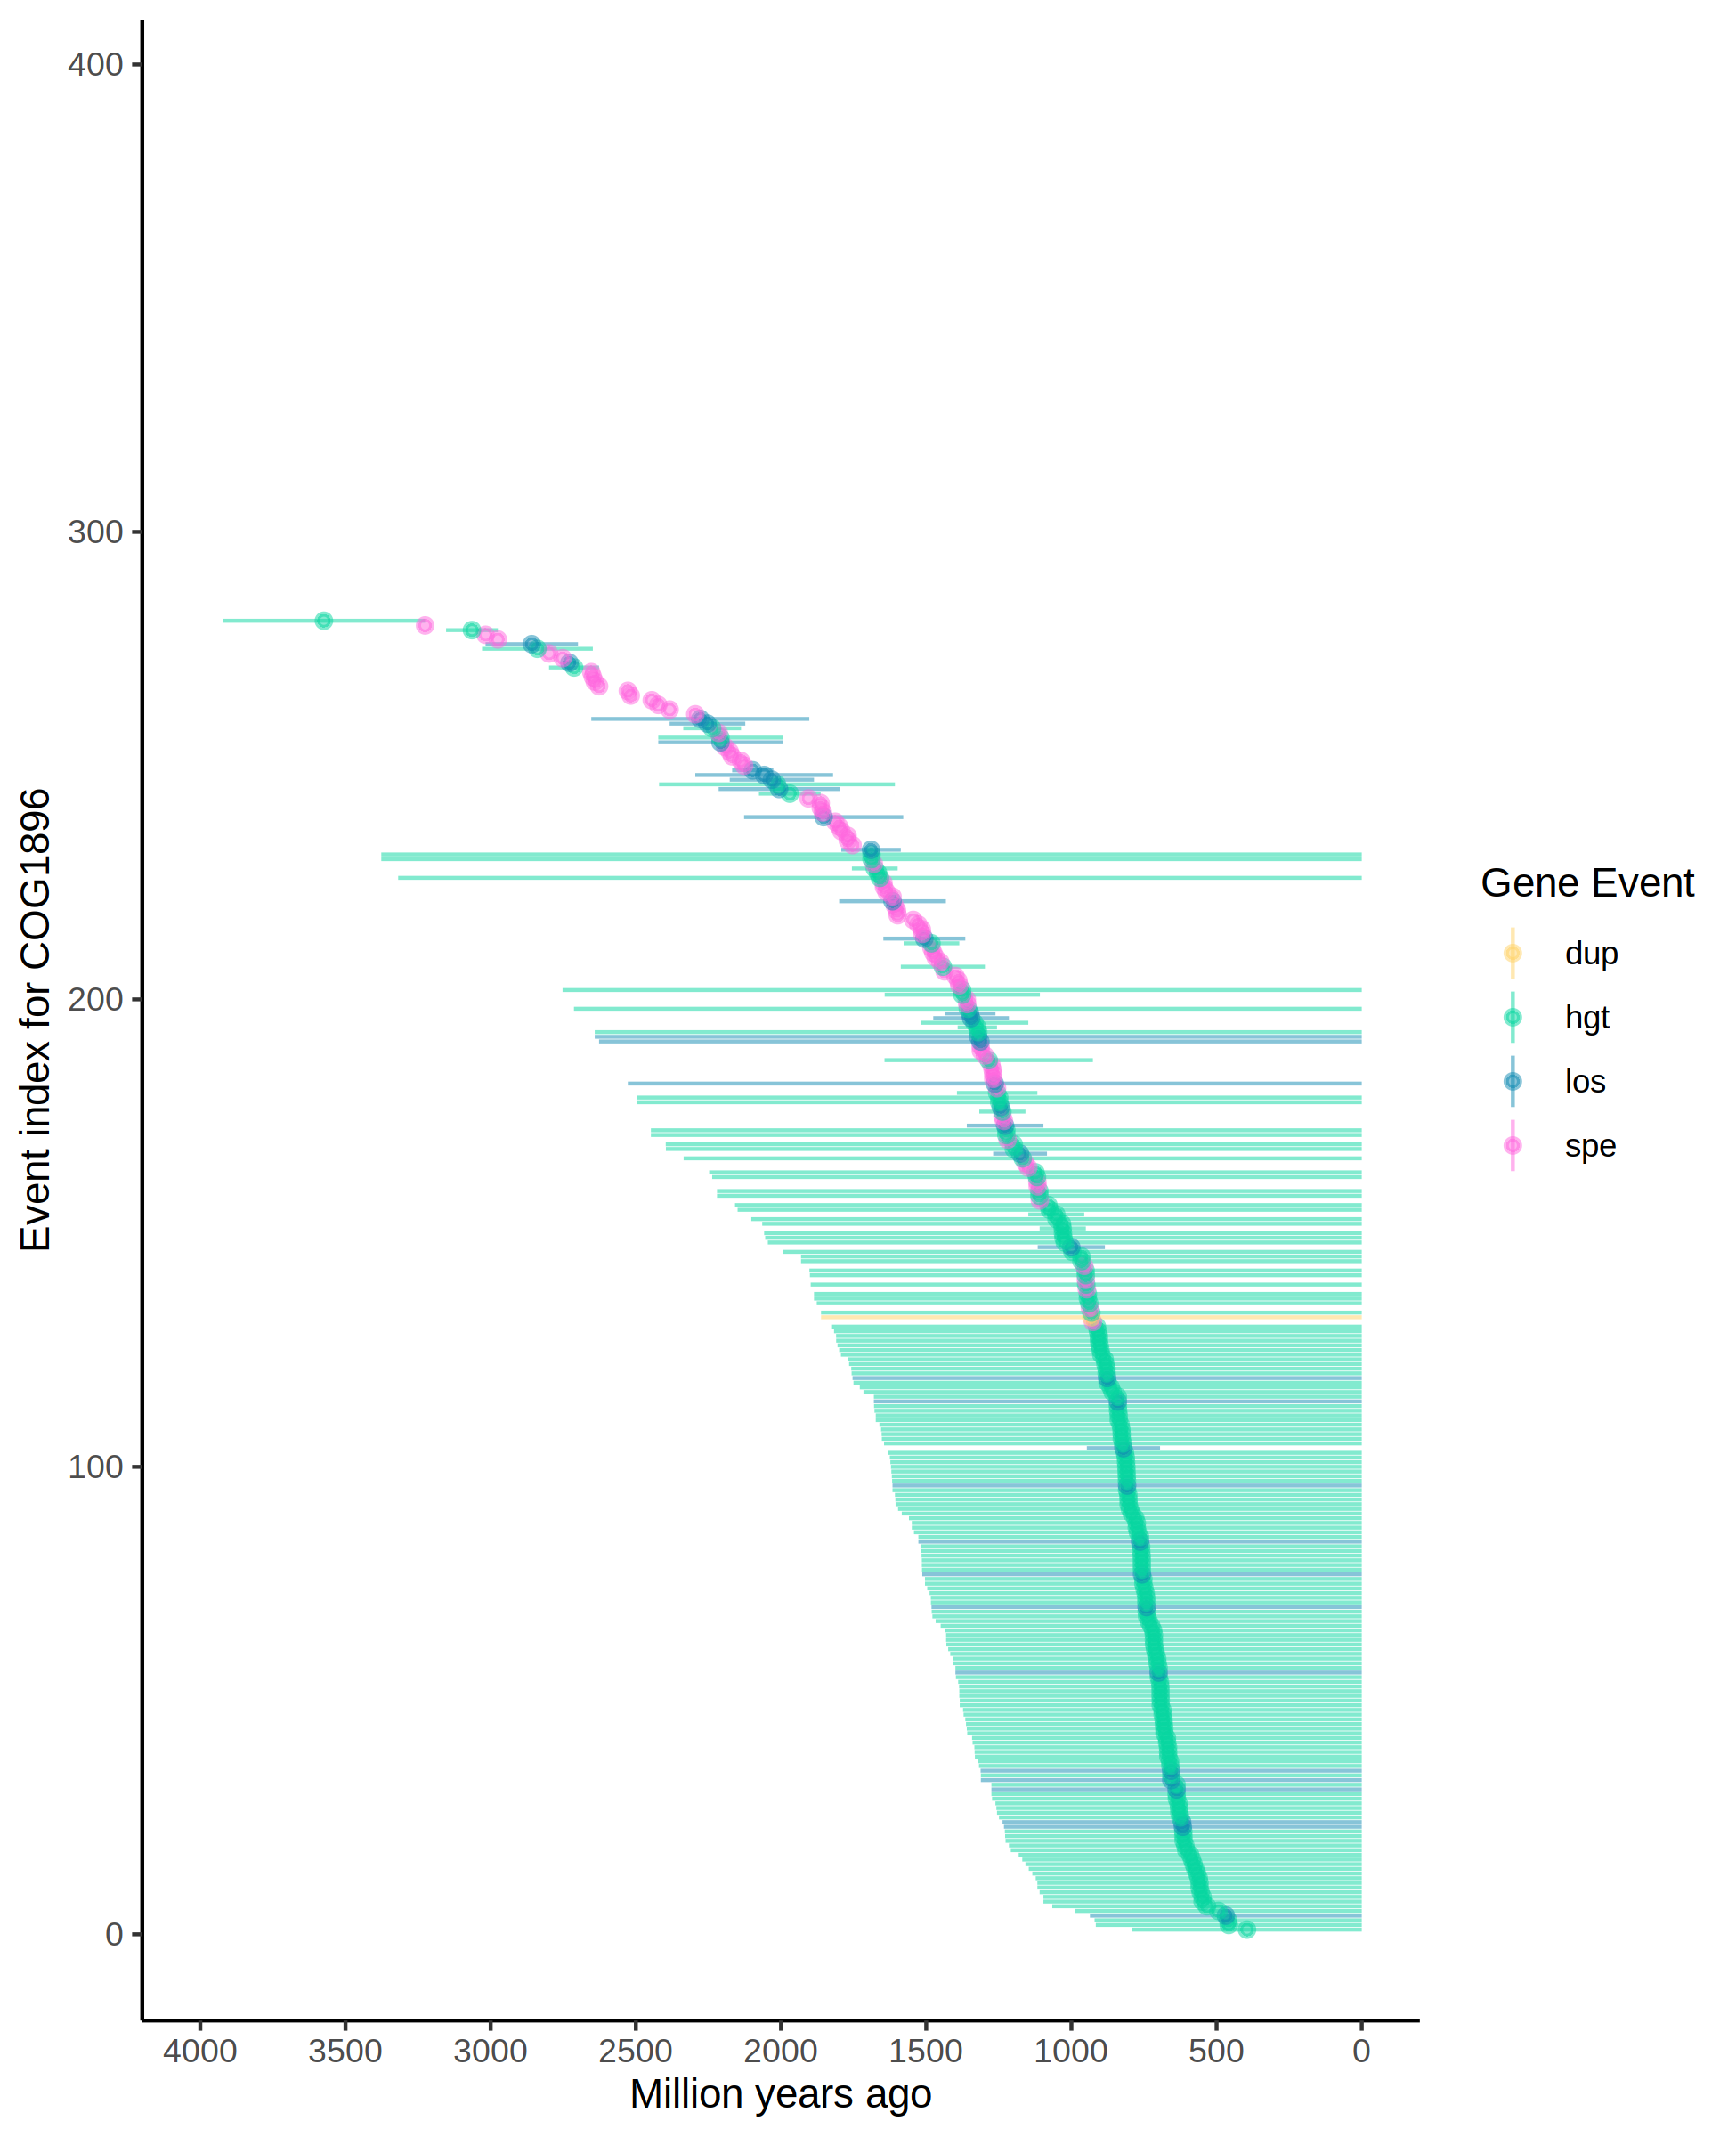 400
300
200
100
0
Event index for COG1896
4000 3500 3000 2500 2000 1500 1000 500 0
Million years ago
Gene Event
dup
hgt
los
spe